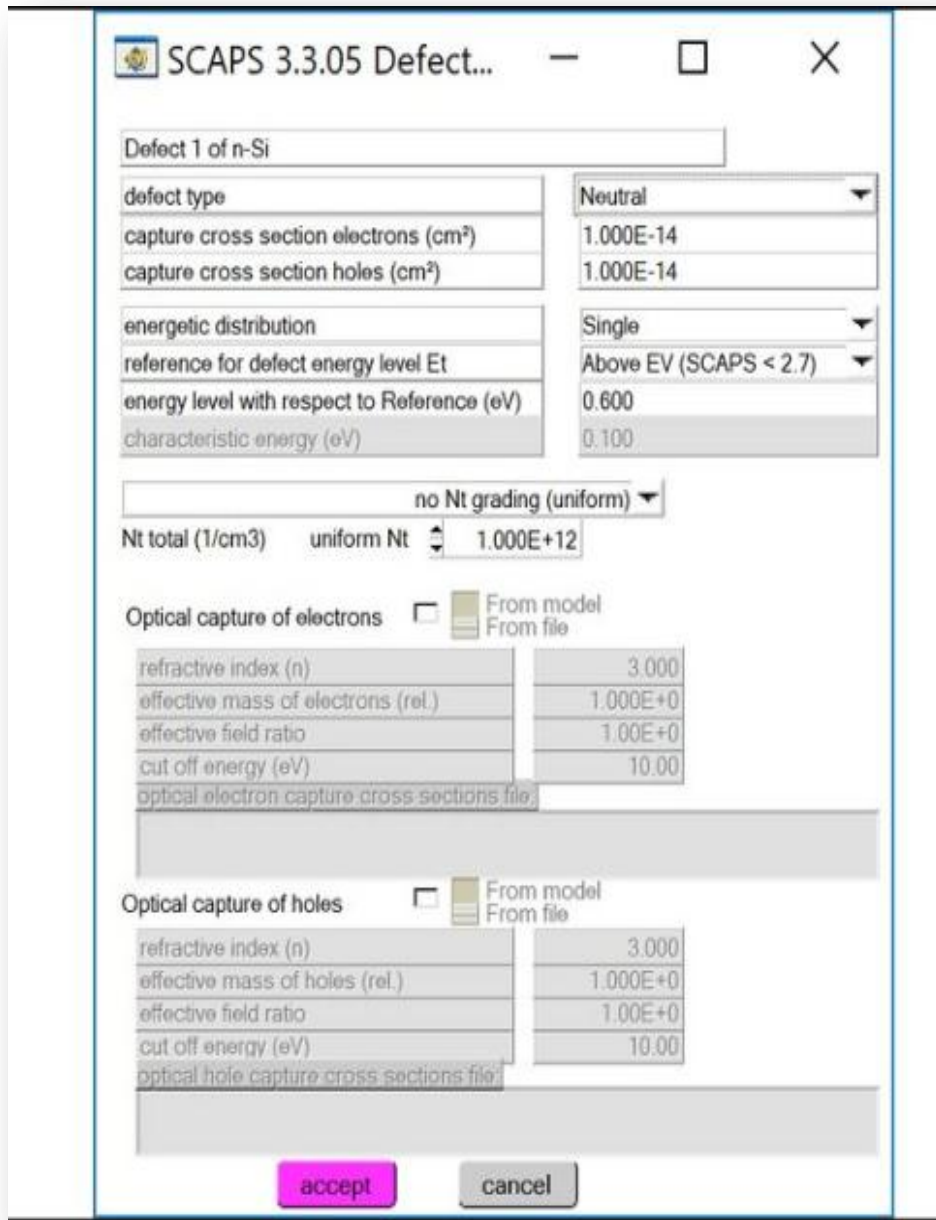 SCAPS 3.3.05 Defect...
Defect 1 of n-Si
defect type Neutral
capture cross section electrons (cm²) 1.000E-14
capture cross section holes (cm²) 1.000E-14
energetic distribution Single
reference for defect energy level Et Above EV (SCAPS < 2.7)
energy level with respect to Reference (eV) 0.600
characteristic energy (eV) 0.100
no Nt grading (uniform)
Nt total (1/cm3) uniform Nt 1.000E+12
Optical capture of electrons From model
From file
refractive index (n) 3.000
effective mass of electrons (rel.) 1.000E+0
effective field ratio 1.00E+0
cut off energy (eV) 10.00
optical electron capture cross sections file:
Optical capture of holes From model
From file
refractive index (n) 3.000
effective mass of holes (rel.) 1.000E+0
effective field ratio 1.00E+0
cut off energy (eV) 10.00
optical hole capture cross sections file:
accept cancel